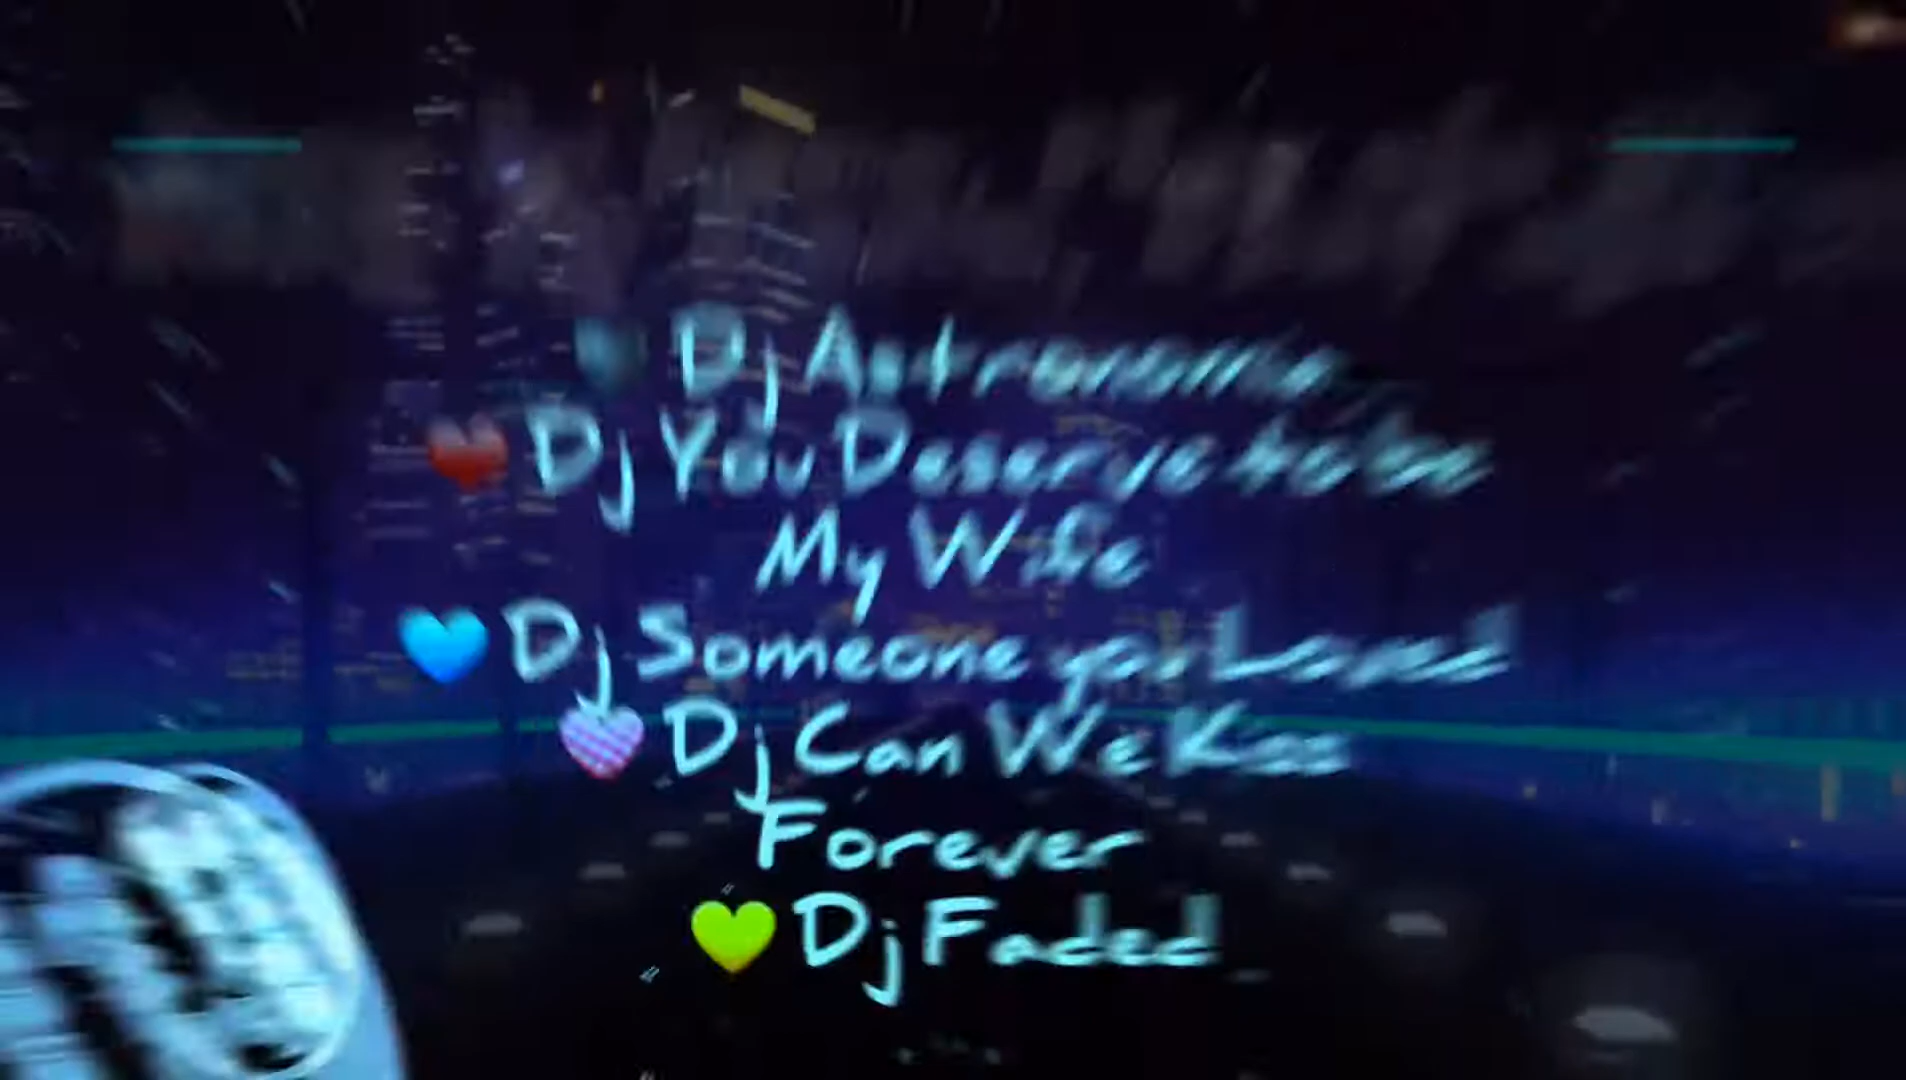 Dj Astronomia
❤️ Dj You Deserve to be
My Wife
💙 Dj Someone you Loved
💗 Dj Can We Kiss
Forever
💚 Dj Faded